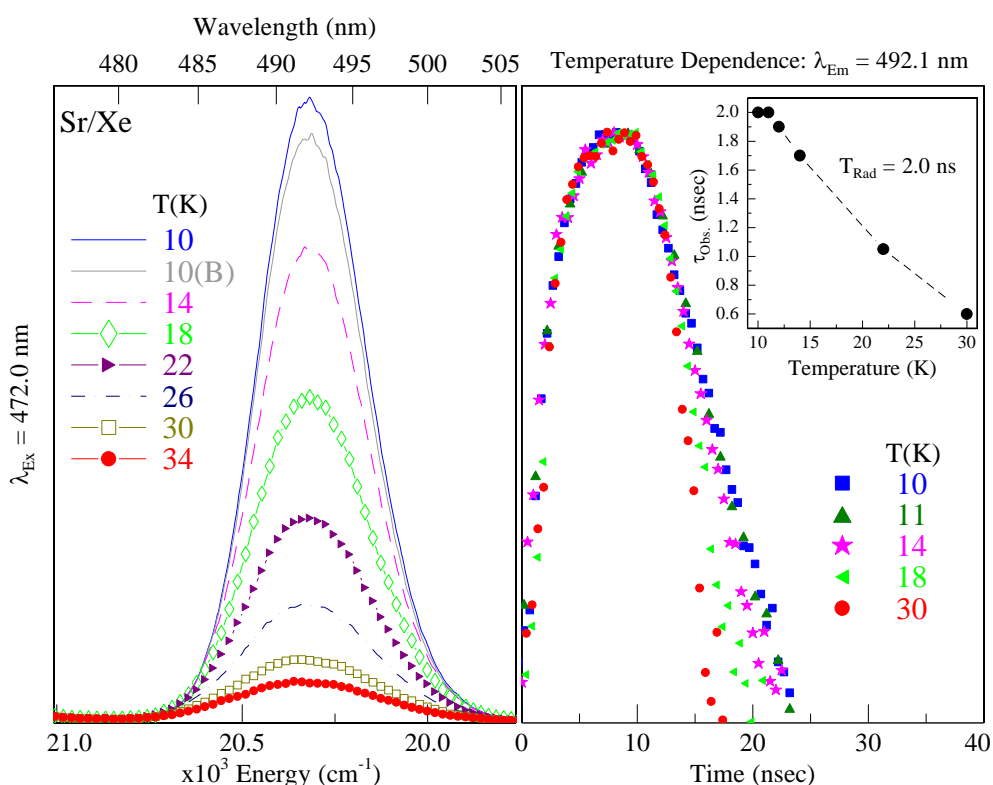 Wavelength (nm)
480 485 490 495 500 505
Sr/Xe
T(K)
10
10(B)
14
18
22
26
30
34
λEx = 472.0 nm
21.0 20.5 20.0
x10³ Energy (cm⁻¹)
Temperature Dependence: λEm = 492.1 nm
2.0
1.8
1.6
1.4
1.2
1.0
0.8
0.6
τObs. (nsec)
TRad = 2.0 ns
10 15 20 25 30
Temperature (K)
T(K)
10
11
14
18
30
0 10 20 30 40
Time (nsec)